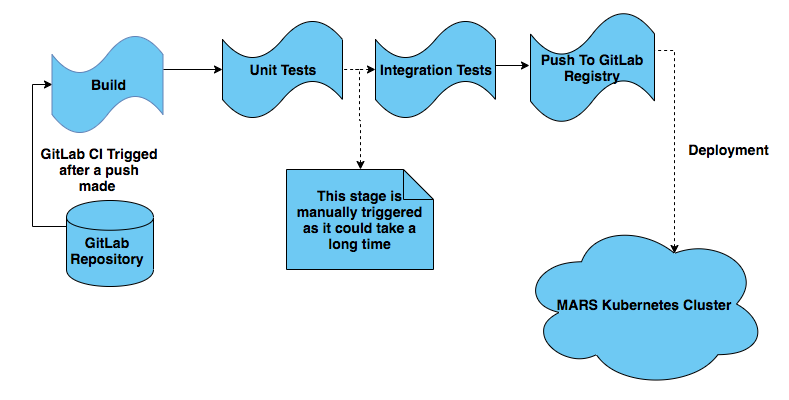 Build
Unit Tests
Integration Tests
Push To GitLab
Registry
GitLab CI Trigged
after a push
made
GitLab
Repository
This stage is
manually triggered
as it could take a
long time
Deployment
MARS Kubernetes Cluster